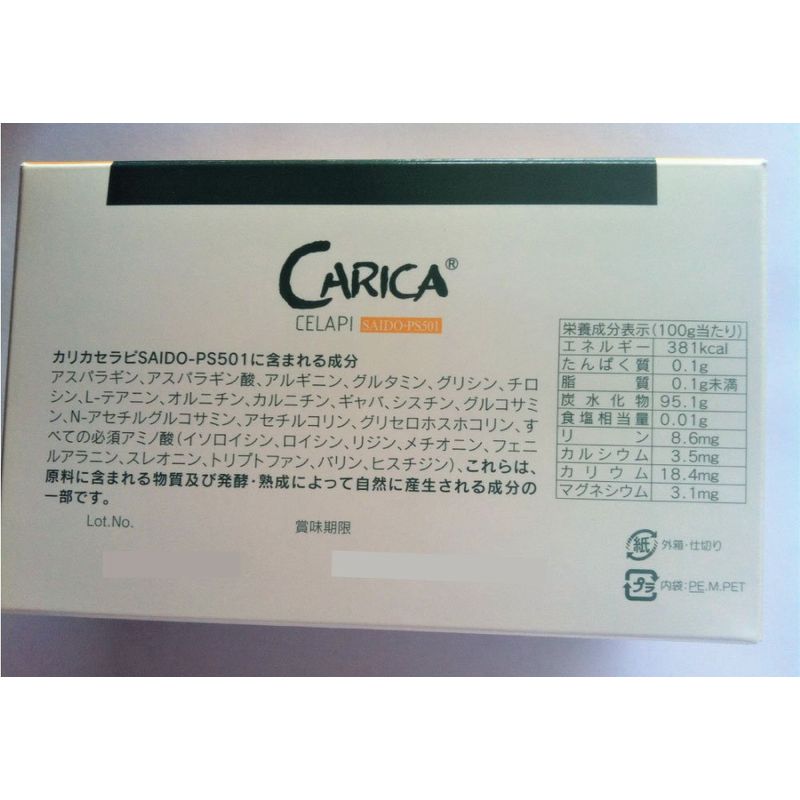 CARICA®
CELAPI SAIDO-PS501
カリカセラピSAIDO-PS501に含まれる成分
アスパラギン、アスパラギン酸、アルギニン、グルタミン、グリシン、チロ
シン、L-テアニン、オルニチン、カルニチン、ギャバ、シスチン、グルコサミ
ン、N-アセチルグルコサミン、アセチルコリン、グリセロホスホコリン、す
べての必須アミノ酸(イソロイシン、ロイシン、リジン、メチオニン、フェニ
ルアラニン、スレオニン、トリプトファン、バリン、ヒスチジン)、これらは、
原料に含まれる物質及び発酵・熟成によって自然に産生される成分の
一部です。
Lot.No.
賞味期限
栄養成分表示(100g当たり)
エネルギー 381kcal
たんぱく質 0.1g
脂質 0.1g未満
炭水化物 95.1g
食塩相当量 0.01g
リン 8.6mg
カルシウム 3.5mg
カリウム 18.4mg
マグネシウム 3.1mg
紙 外箱・仕切り
プラ 内袋:PE.M.PET